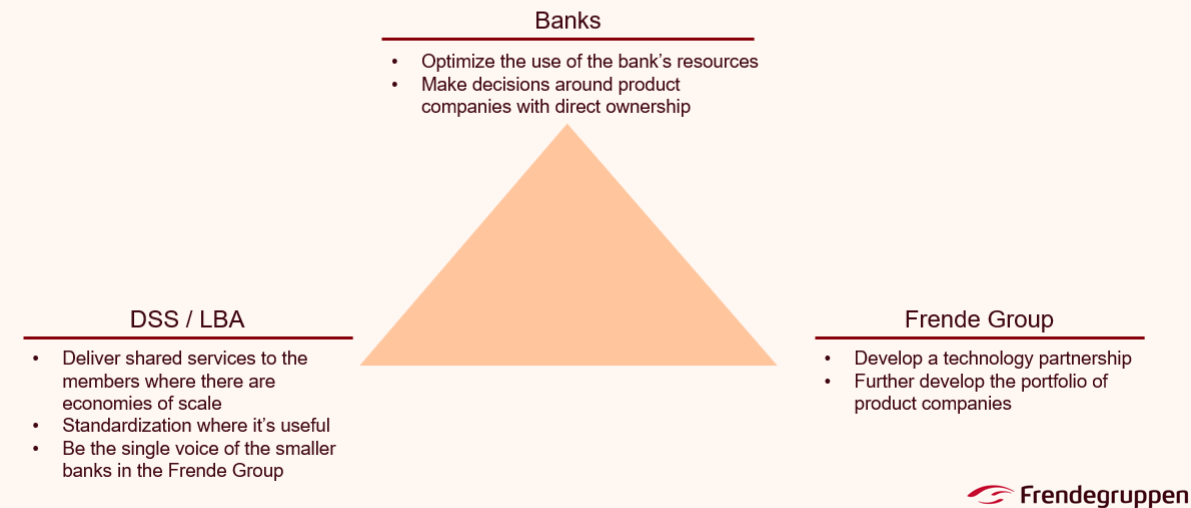 Banks
• Optimize the use of the bank's resources
• Make decisions around product
companies with direct ownership
DSS / LBA
• Deliver shared services to the
members where there are
economies of scale
• Standardization where it's useful
• Be the single voice of the smaller
banks in the Frende Group
Frende Group
• Develop a technology partnership
• Further develop the portfolio of
product companies
Frendegruppen